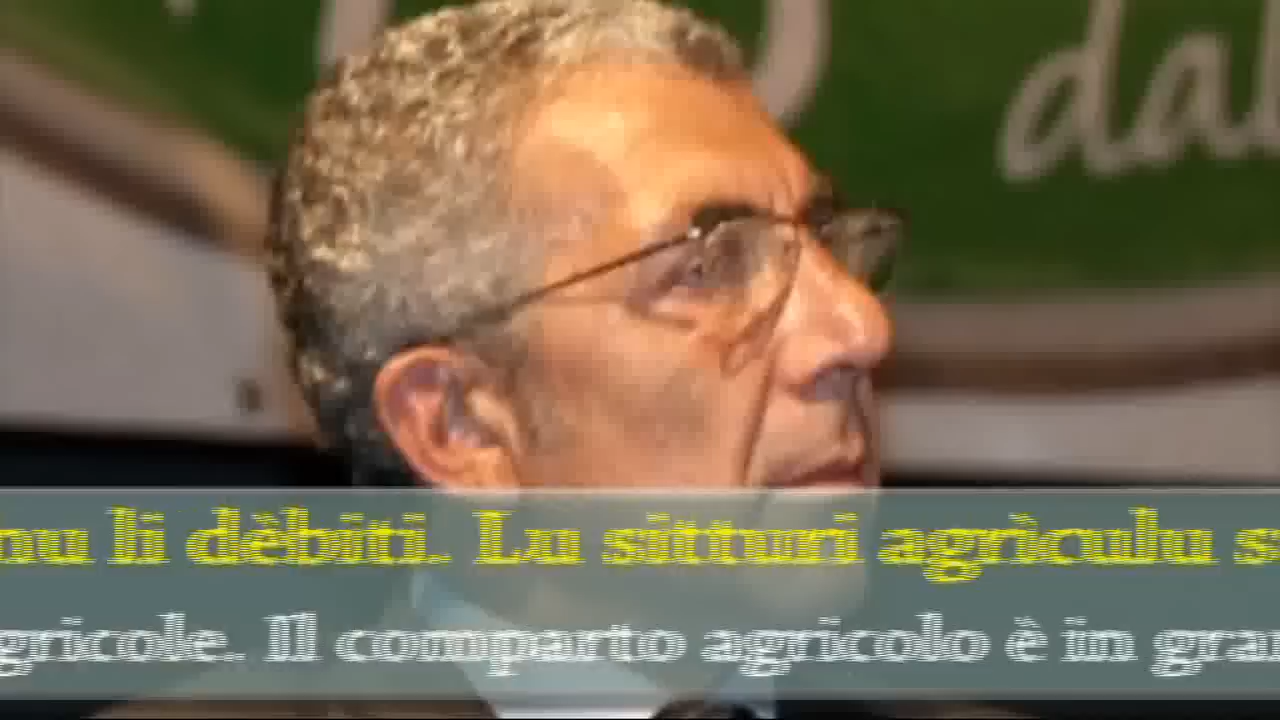 dal
nu li dèbiti. Lu sitturi agrìculu s
gricole. Il comparto agricolo è in gran